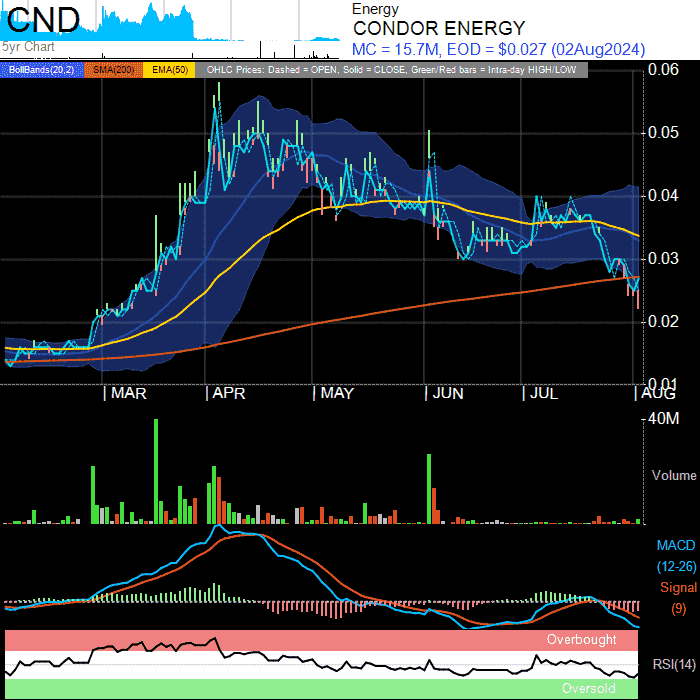 CND
5yr Chart
Energy
CONDOR ENERGY
MC = 15.7M, EOD = $0.027 (02Aug2024)
BollBands(20,2) SMA(200) EMA(50) OHLC Prices: Dashed = OPEN, Solid = CLOSE, Green/Red bars = Intra-day HIGH/LOW
0.06
0.05
0.04
0.03
0.02
0.01
MAR APR MAY JUN JUL AUG
40M
Volume
MACD
(12-26)
Signal
(9)
Overbought
RSI(14)
Oversold